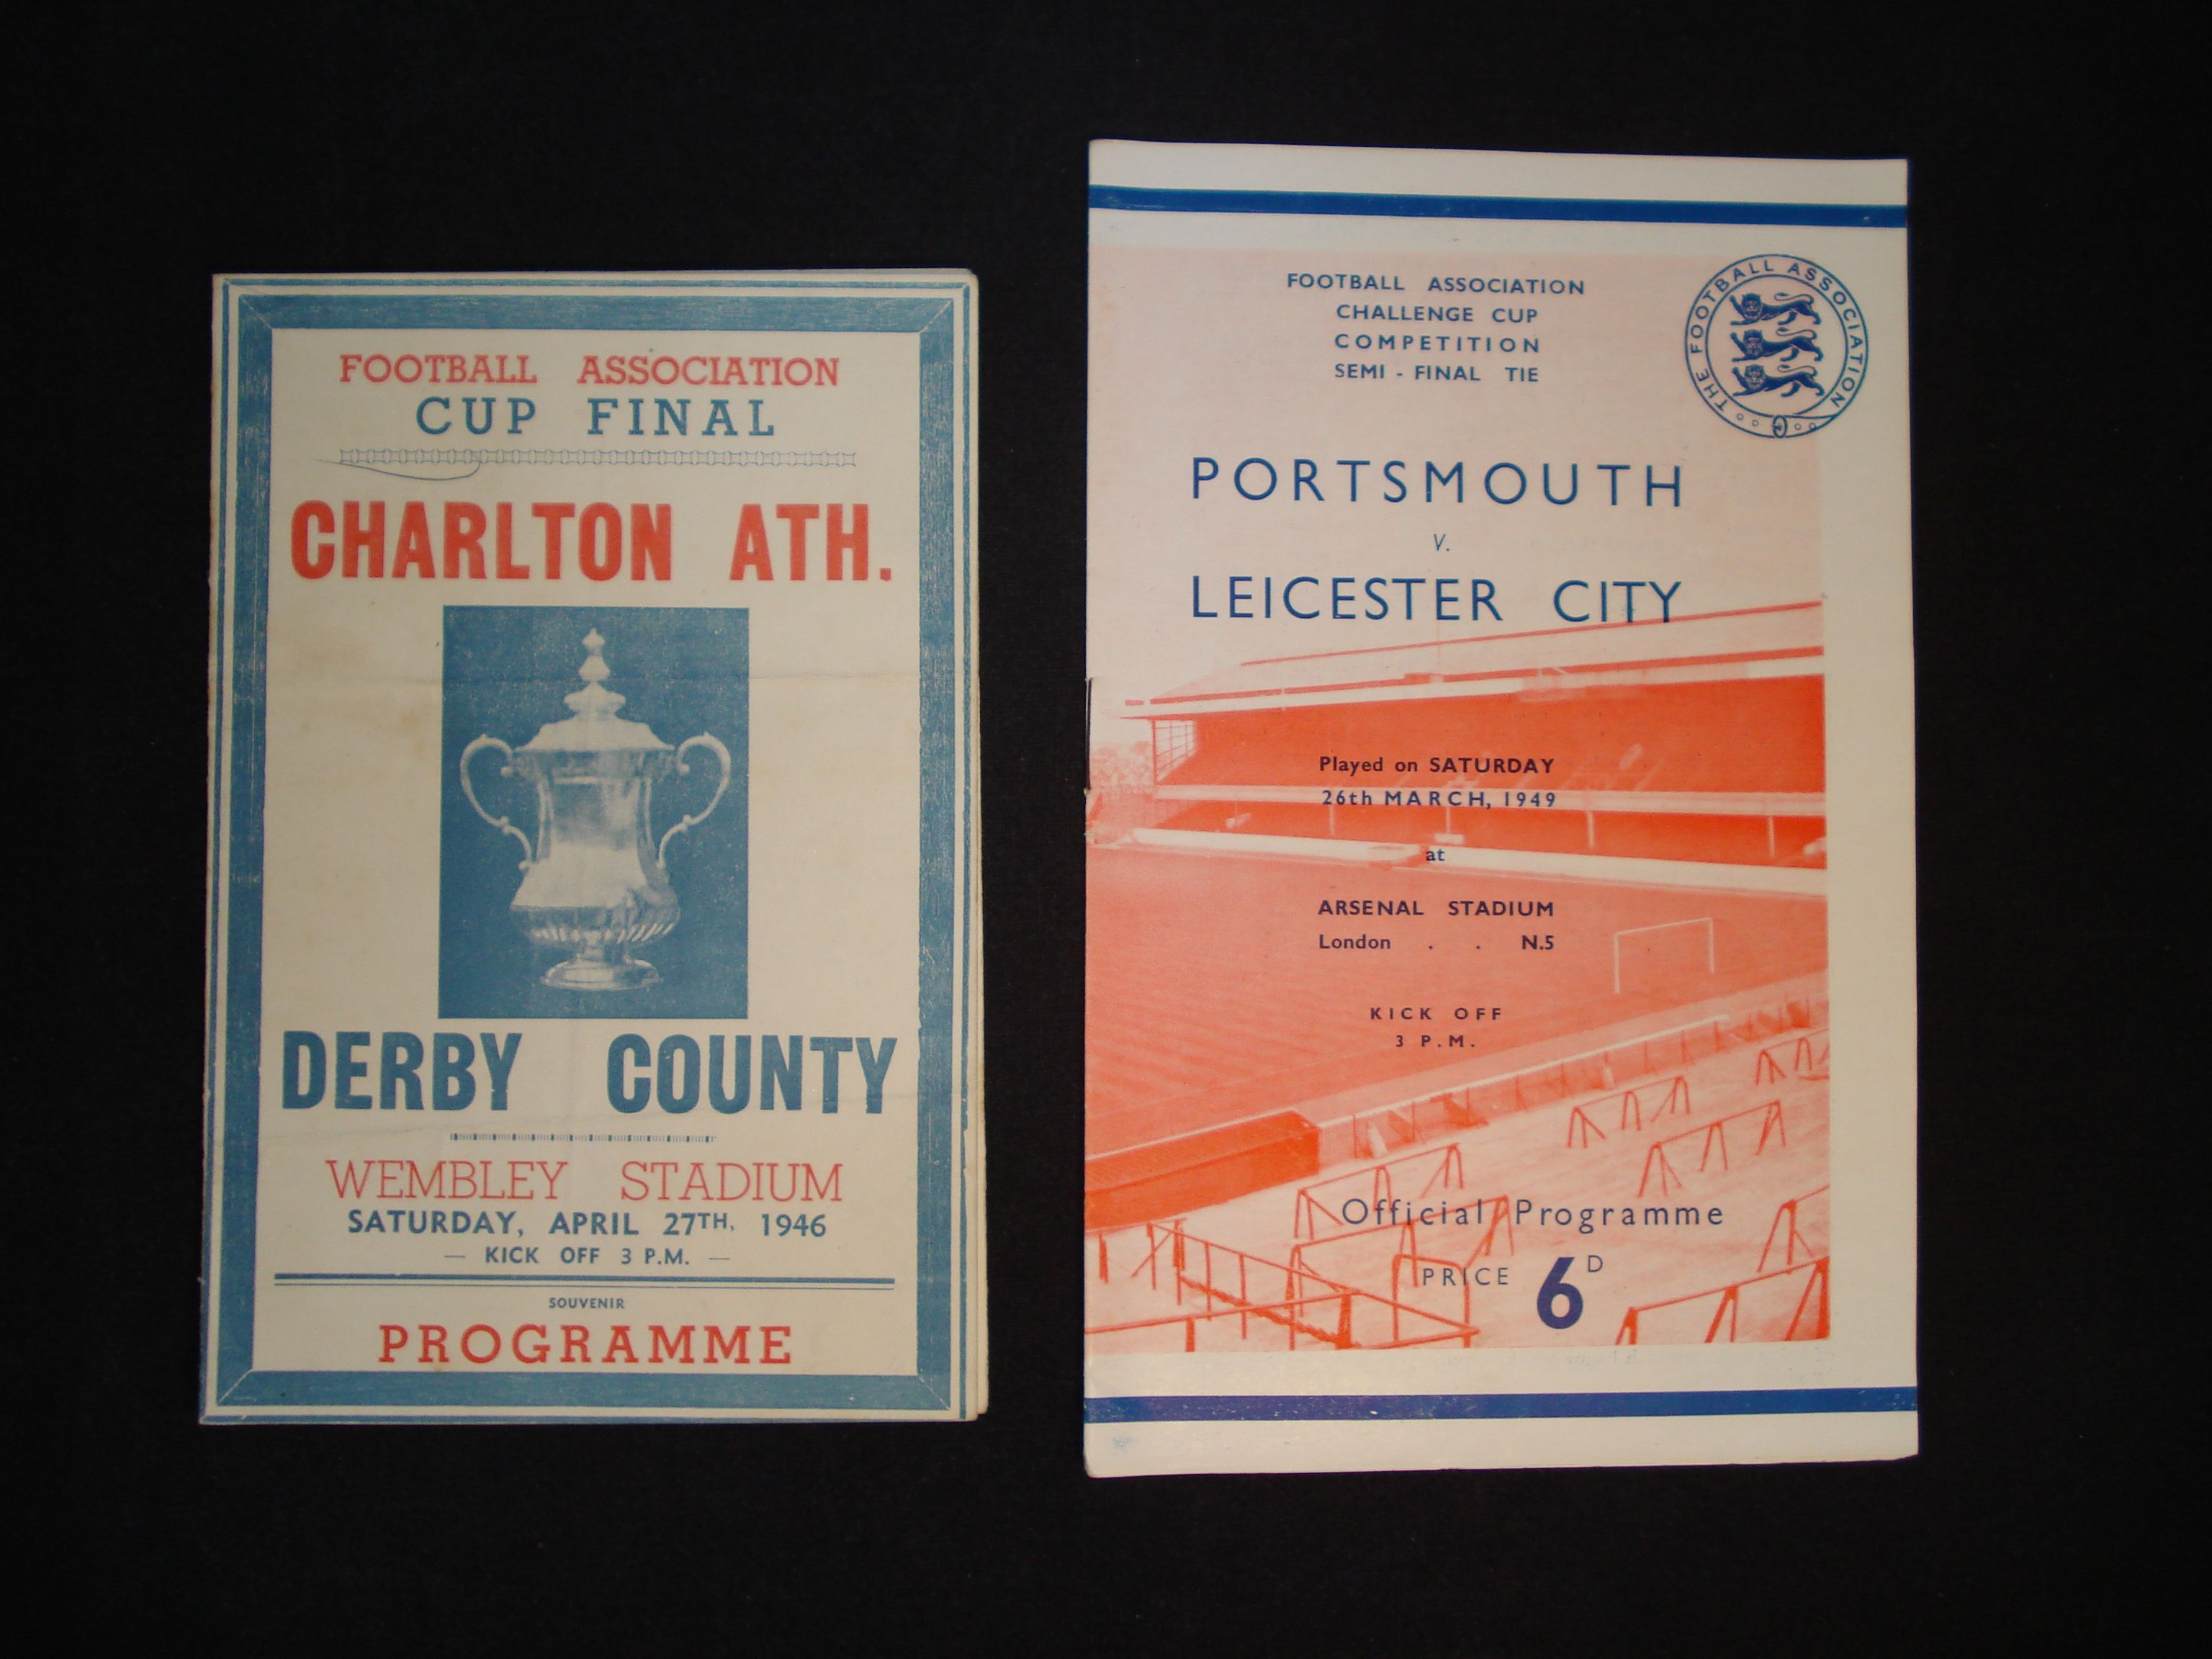 FOOTBALL ASSOCIATION
CUP FINAL
CHARLTON ATH.
DERBY COUNTY
WEMBLEY STADIUM
SATURDAY, APRIL 27TH, 1946
— KICK OFF 3 P.M. —
SOUVENIR
PROGRAMME
FOOTBALL ASSOCIATION
CHALLENGE CUP
COMPETITION
SEMI - FINAL TIE
THE FOOTBALL ASSOCIATION
PORTSMOUTH
v.
LEICESTER CITY
Played on SATURDAY
26th MARCH, 1949
at
ARSENAL STADIUM
London . . N.5
KICK OFF
3 P.M.
Official Programme
PRICE 6D